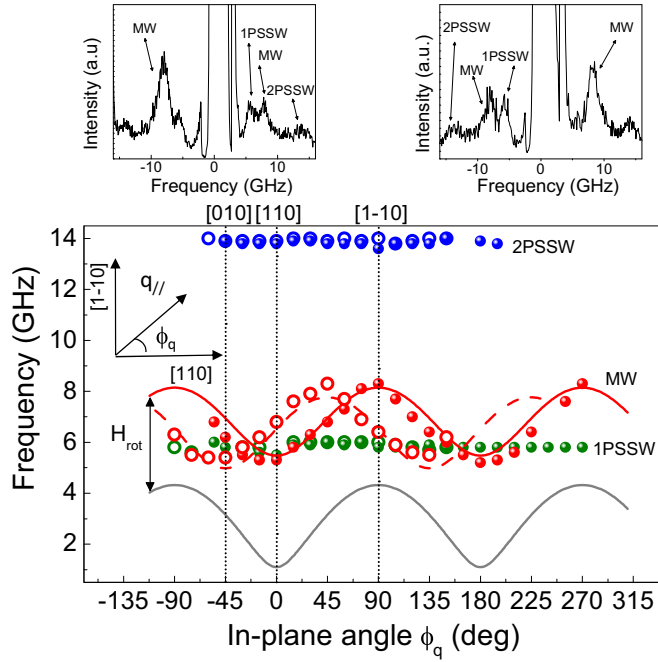 MW
1PSSW
MW
2PSSW
Intensity (a.u)
-10 0 10
Frequency (GHz)
2PSSW
MW
1PSSW
MW
Intensity (a.u.)
-10 0 10
Frequency (GHz)
[010] [110] [1-10]
14
12
10
8
6
4
2
Frequency (GHz)
2PSSW
[1-10]
q//
ϕq
[110]
MW
Hrot
1PSSW
-135 -90 -45 0 45 90 135 180 225 270 315
In-plane angle ϕq (deg)